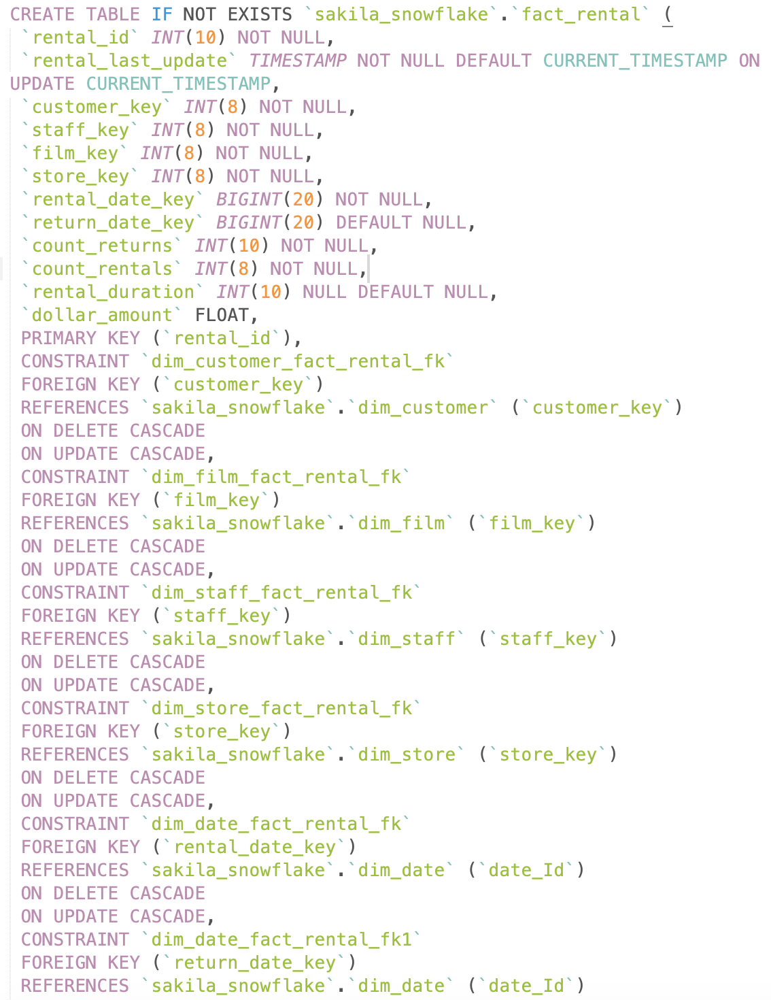 CREATE TABLE IF NOT EXISTS `sakila_snowflake`.`fact_rental` (
`rental_id` INT(10) NOT NULL,
`rental_last_update` TIMESTAMP NOT NULL DEFAULT CURRENT_TIMESTAMP ON
UPDATE CURRENT_TIMESTAMP,
`customer_key` INT(8) NOT NULL,
`staff_key` INT(8) NOT NULL,
`film_key` INT(8) NOT NULL,
`store_key` INT(8) NOT NULL,
`rental_date_key` BIGINT(20) NOT NULL,
`return_date_key` BIGINT(20) DEFAULT NULL,
`count_returns` INT(10) NOT NULL,
`count_rentals` INT(8) NOT NULL,
`rental_duration` INT(10) NULL DEFAULT NULL,
`dollar_amount` FLOAT,
PRIMARY KEY (`rental_id`),
CONSTRAINT `dim_customer_fact_rental_fk`
FOREIGN KEY (`customer_key`)
REFERENCES `sakila_snowflake`.`dim_customer` (`customer_key`)
ON DELETE CASCADE
ON UPDATE CASCADE,
CONSTRAINT `dim_film_fact_rental_fk`
FOREIGN KEY (`film_key`)
REFERENCES `sakila_snowflake`.`dim_film` (`film_key`)
ON DELETE CASCADE
ON UPDATE CASCADE,
CONSTRAINT `dim_staff_fact_rental_fk`
FOREIGN KEY (`staff_key`)
REFERENCES `sakila_snowflake`.`dim_staff` (`staff_key`)
ON DELETE CASCADE
ON UPDATE CASCADE,
CONSTRAINT `dim_store_fact_rental_fk`
FOREIGN KEY (`store_key`)
REFERENCES `sakila_snowflake`.`dim_store` (`store_key`)
ON DELETE CASCADE
ON UPDATE CASCADE,
CONSTRAINT `dim_date_fact_rental_fk`
FOREIGN KEY (`rental_date_key`)
REFERENCES `sakila_snowflake`.`dim_date` (`date_Id`)
ON DELETE CASCADE
ON UPDATE CASCADE,
CONSTRAINT `dim_date_fact_rental_fk1`
FOREIGN KEY (`return_date_key`)
REFERENCES `sakila_snowflake`.`dim_date` (`date_Id`)